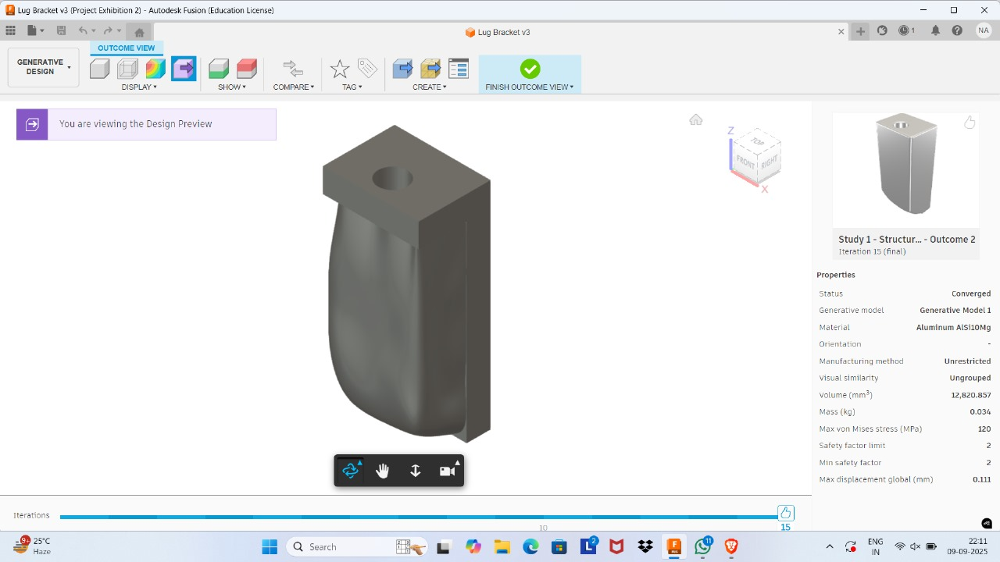 Lug Bracket v3 (Project Exhibition 2) - Autodesk Fusion (Education License)
Lug Bracket v3
1
NA
GENERATIVE
DESIGN
OUTCOME VIEW
DISPLAY
SHOW
COMPARE
TAG
CREATE
FINISH OUTCOME VIEW
You are viewing the Design Preview
Z
TOP
FRONT
RIGHT
X
Study 1 - Structur... - Outcome 2
Iteration 15 (final)
Properties
Status Converged
Generative model Generative Model 1
Material Aluminum AlSi10Mg
Orientation -
Manufacturing method Unrestricted
Visual similarity Ungrouped
Volume (mm³) 12,820.857
Mass (kg) 0.034
Max von Mises stress (MPa) 120
Safety factor limit 2
Min safety factor 2
Max displacement global (mm) 0.111
Iterations
10
15
9+
25°C
Haze
Search
L
2
F
FUS
11
ENG
IN
22:11
09-09-2025